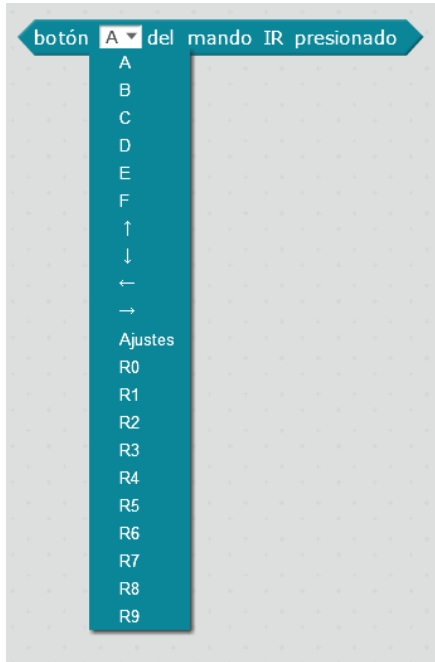 botón A del mando IR presionado
A
B
C
D
E
F
↑
↓
←
→
Ajustes
R0
R1
R2
R3
R4
R5
R6
R7
R8
R9